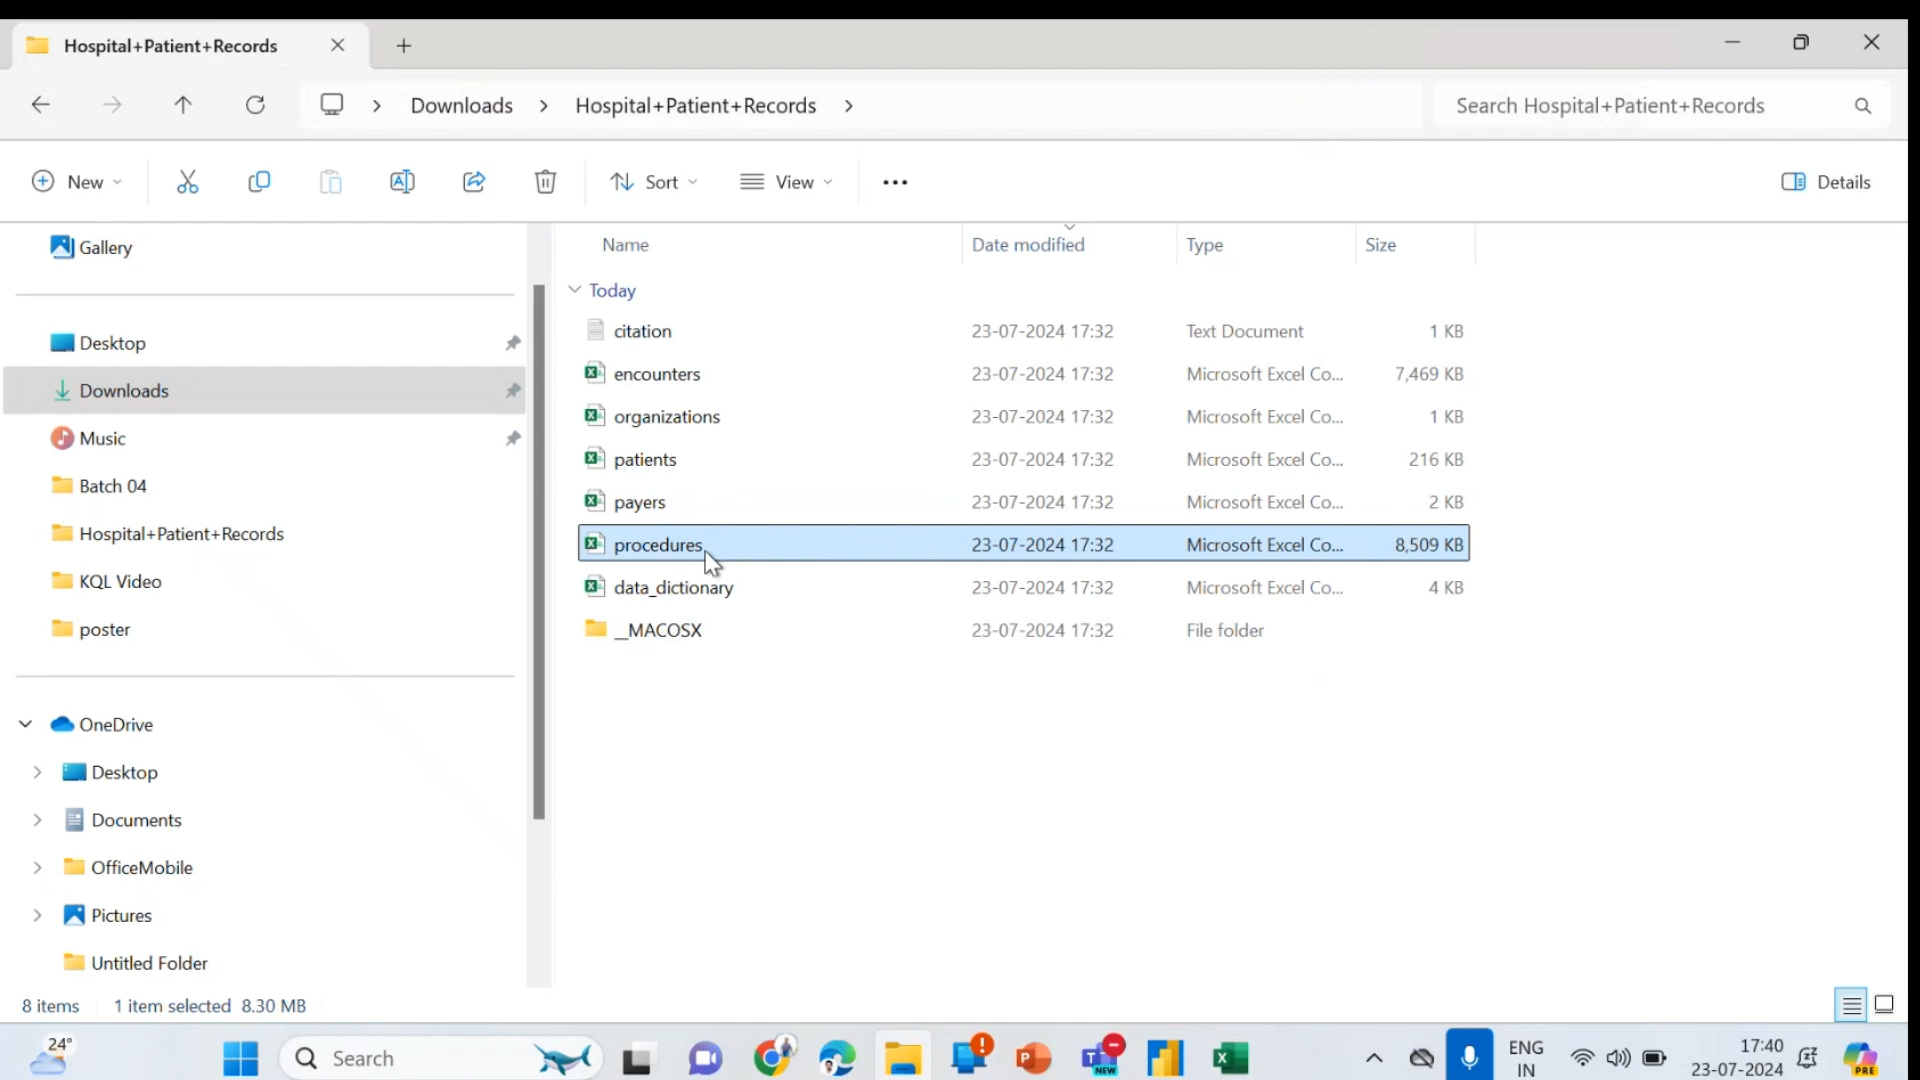 Hospital+Patient+Records
Downloads Hospital+Patient+Records
Search Hospital+Patient+Records
New
Sort
View
Details
Gallery
Desktop
Downloads
Music
Batch 04
Hospital+Patient+Records
KQL Video
poster
OneDrive
Desktop
Documents
OfficeMobile
Pictures
Untitled Folder
Name Date modified Type Size
Today
citation 23-07-2024 17:32 Text Document 1 KB
encounters 23-07-2024 17:32 Microsoft Excel Co... 7,469 KB
organizations 23-07-2024 17:32 Microsoft Excel Co... 1 KB
patients 23-07-2024 17:32 Microsoft Excel Co... 216 KB
payers 23-07-2024 17:32 Microsoft Excel Co... 2 KB
procedures 23-07-2024 17:32 Microsoft Excel Co... 8,509 KB
data_dictionary 23-07-2024 17:32 Microsoft Excel Co... 4 KB
__MACOSX 23-07-2024 17:32 File folder
8 items 1 item selected 8.30 MB
24°
Search
P
T
NEW
X
ENG
IN
17:40
23-07-2024
PRE